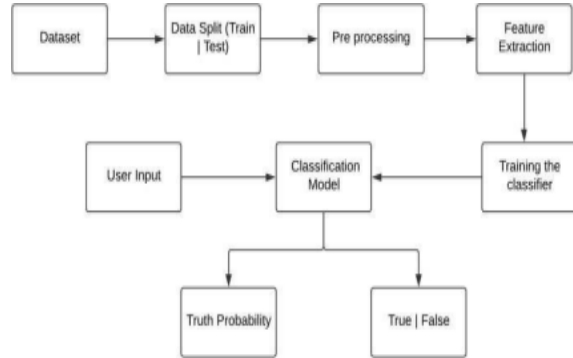 Dataset
Data Split (Train
| Test)
Pre processing
Feature
Extraction
User Input
Classification
Model
Training the
classifier
Truth Probability
True | False